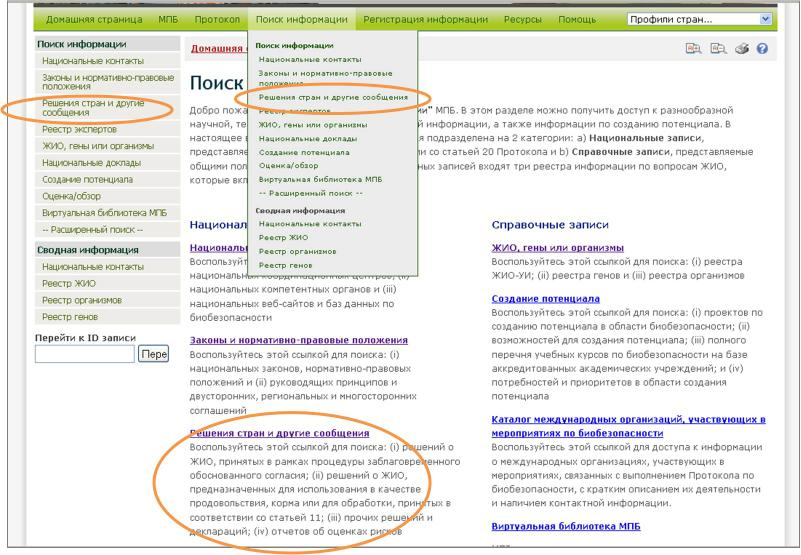 Домашняя страница МПБ Протокол Поиск информации Регистрация информации Ресурсы Помощь Профили стран...
Поиск информации
Национальные контакты
Законы и нормативно-правовые
положения
Решения стран и другие
сообщения
Реестр экспертов
ЖИО, гены или организмы
Национальные доклады
Создание потенциала
Оценка/обзор
Виртуальная библиотека МПБ
-- Расширенный поиск --
Сводная информация
Национальные контакты
Реестр ЖИО
Реестр организмов
Реестр генов
Перейти к ID записи
Пере
Поиск информации
Национальные контакты
Законы и нормативно-правовые
положения
Решения стран и другие сообщения
Реестр экспертов
ЖИО, гены или организмы
Национальные доклады
Создание потенциала
Оценка/обзор
Виртуальная библиотека МПБ
-- Расширенный поиск --
Сводная информация
Национальные контакты
Реестр ЖИО
Реестр организмов
Реестр генов
Домашняя с
Поиск
Добро пожа ии" МПБ. В этом разделе можно получить доступ к разнообразной
научной, те й информации, а также информации по созданию потенциала. В
настоящее в я подразделена на 2 категории: a) Национальные записи,
представляе со статьей 20 Протокола и b) Справочные записи, представляемые
общими пол ных записей входят три реестра информации по вопросам ЖИО,
которые вкл
Национал
Националь
Воспользуйтесь этой ссылкой для поиска: (i)
национальных координационных центров; (ii)
национальных компетентных органов и (iii)
национальных веб-сайтов и баз данных по
биобезопасности
Законы и нормативно-правовые положения
Воспользуйтесь этой ссылкой для поиска: (i)
национальных законов, нормативно-правовых
положений и (ii) руководящих принципов и
двусторонних, региональных и многосторонних
соглашений
Решения стран и другие сообщения
Воспользуйтесь этой ссылкой для поиска: (i) решений о
ЖИО, принятых в рамках процедуры заблаговременного
обоснованного согласия; (ii) решений о ЖИО,
предназначенных для использования в качестве
продовольствия, корма или для обработки, принятых в
соответствии со статьей 11; (iii) прочих решений и
деклараций; (iv) отчетов об оценках рисков
Справочные записи
ЖИО, гены или организмы
Воспользуйтесь этой ссылкой для поиска: (i) реестра
ЖИО-УИ; (ii) реестра генов и (iii) реестра организмов
Создание потенциала
Воспользуйтесь этой ссылкой для поиска: (i) проектов по
созданию потенциала в области биобезопасности; (ii)
возможностей для создания потенциала; (iii) полного
перечня учебных курсов по биобезопасности на базе
аккредитованных академических учреждений; и (iv)
потребностей и приоритетов в области создания
потенциала
Каталог международных организаций, участвующих в
мероприятиях по биобезопасности
Воспользуйтесь этой ссылкой для доступа к информации
о международных организациях, участвующих в
мероприятиях, связанных с выполнением Протокола по
биобезопасности, с кратким описанием их деятельности
и наличием контактной информации.
Виртуальная библиотека МПБ